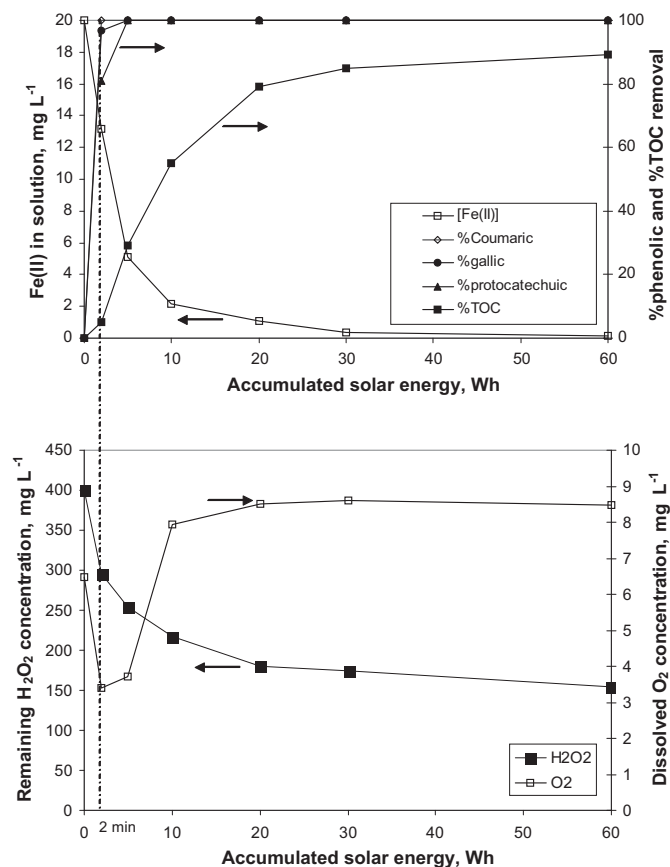 Fe(II) in solution, mg L⁻¹
20
18
16
14
12
10
8
6
4
2
0
100
80
60
40
20
0
%phenolic and %TOC removal
[Fe(II)]
%Coumaric
%gallic
%protocatechuic
%TOC
0 10 20 30 40 50 60
Accumulated solar energy, Wh
Remaining H₂O₂ concentration, mg L⁻¹
450
400
350
300
250
200
150
100
50
0
10
9
8
7
6
5
4
3
2
1
0
Dissolved O₂ concentration, mg L⁻¹
H2O2
O2
2 min
0 10 20 30 40 50 60
Accumulated solar energy, Wh